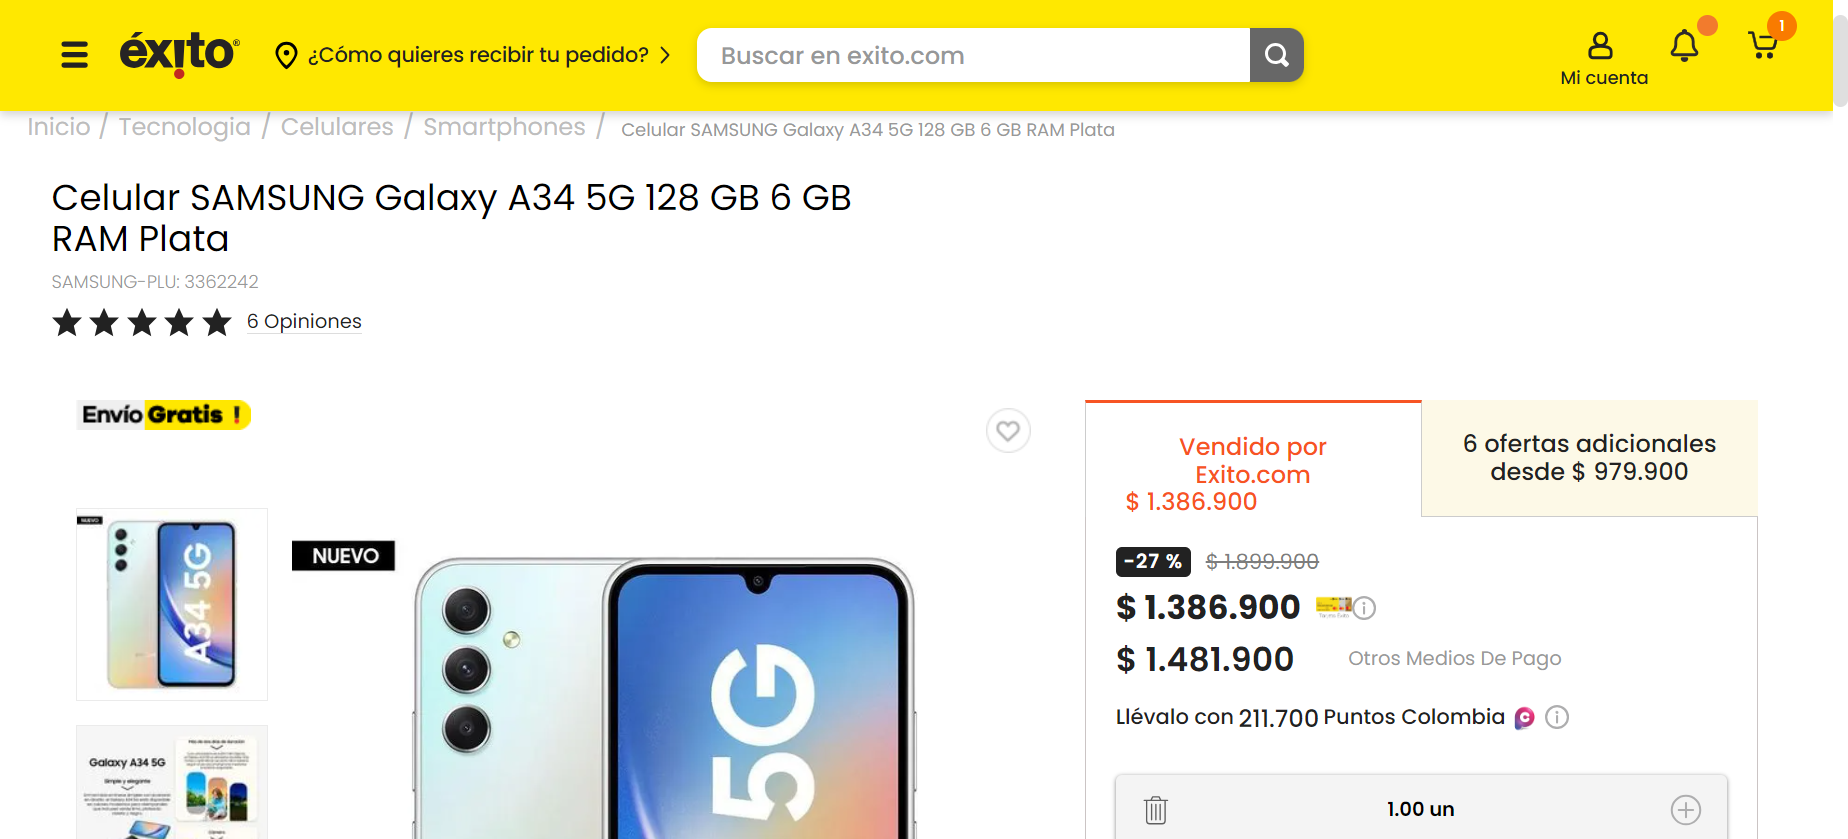 éxito®
¿Cómo quieres recibir tu pedido?
Buscar en exito.com
Mi cuenta
1
Inicio / Tecnologia / Celulares / Smartphones / Celular SAMSUNG Galaxy A34 5G 128 GB 6 GB RAM Plata
Celular SAMSUNG Galaxy A34 5G 128 GB 6 GB
RAM Plata
SAMSUNG-PLU: 3362242
6 Opiniones
Envío Gratis !
NUEVO
A34 5G
Galaxy A34 5G
Simple y elegante
NUEVO
5G
Vendido por
Exito.com
$ 1.386.900
6 ofertas adicionales
desde $ 979.900
-27 % $ 1.899.900
$ 1.386.900
$ 1.481.900 Otros Medios De Pago
Llévalo con 211.700 Puntos Colombia
1.00 un